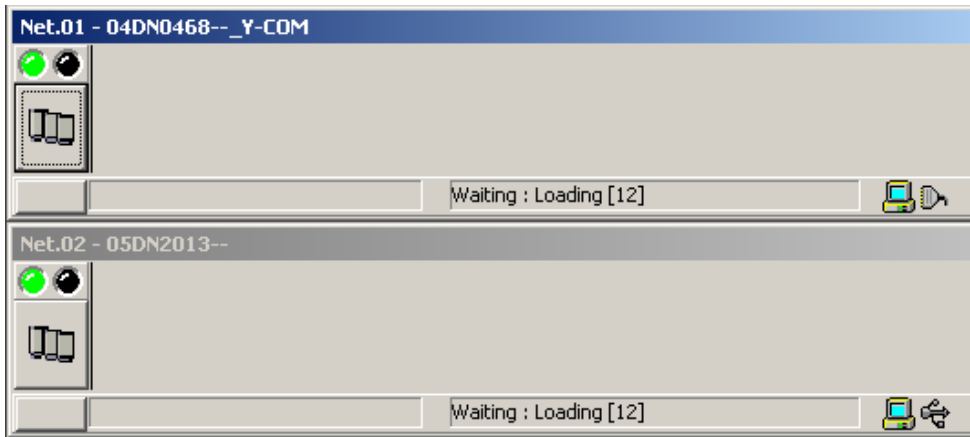 Net.01 - 04DN0468--_Y-COM
Waiting : Loading [12]
Net.02 - 05DN2013--
Waiting : Loading [12]